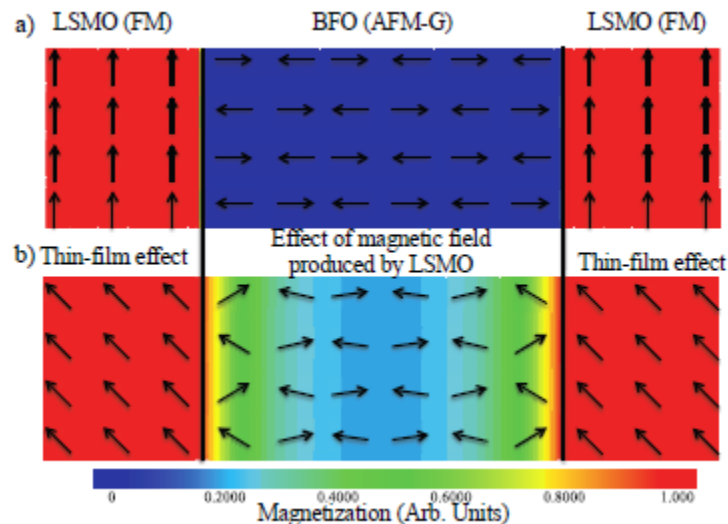 LSMO (FM) BFO (AFM-G) LSMO (FM)
a)
b)
Thin-film effect
Effect of magnetic field
produced by LSMO
Thin-film effect
0 0.2000 0.4000 0.6000 0.8000 1.000
Magnetization (Arb. Units)